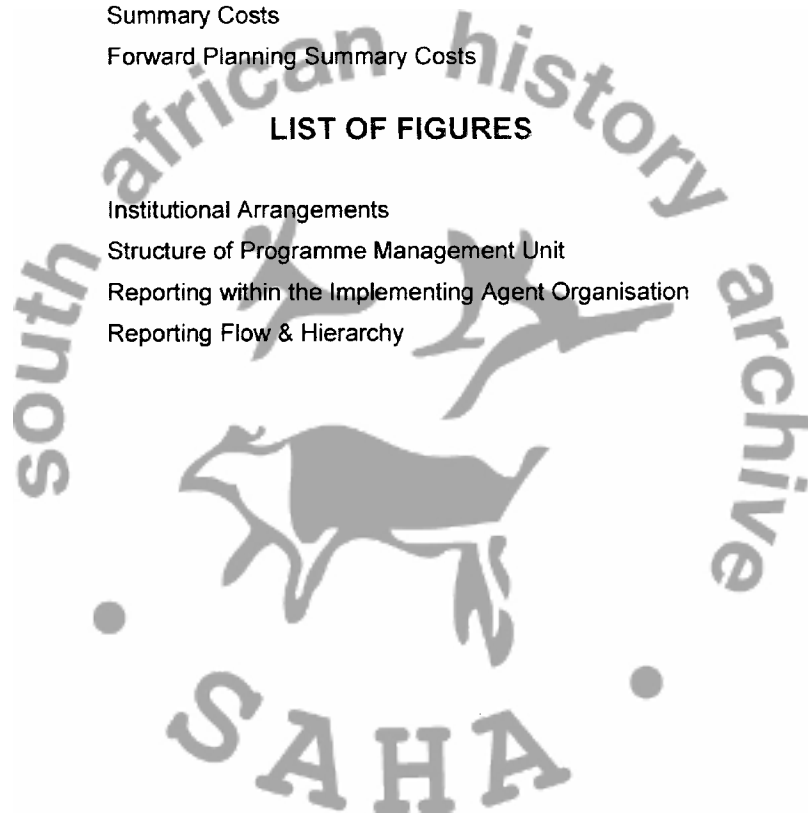 Summary Costs
Forward Planning Summary Costs
LIST OF FIGURES
Institutional Arrangements
Structure of Programme Management Unit
Reporting within the Implementing Agent Organisation
Reporting Flow & Hierarchy
south african history archive
SAHA